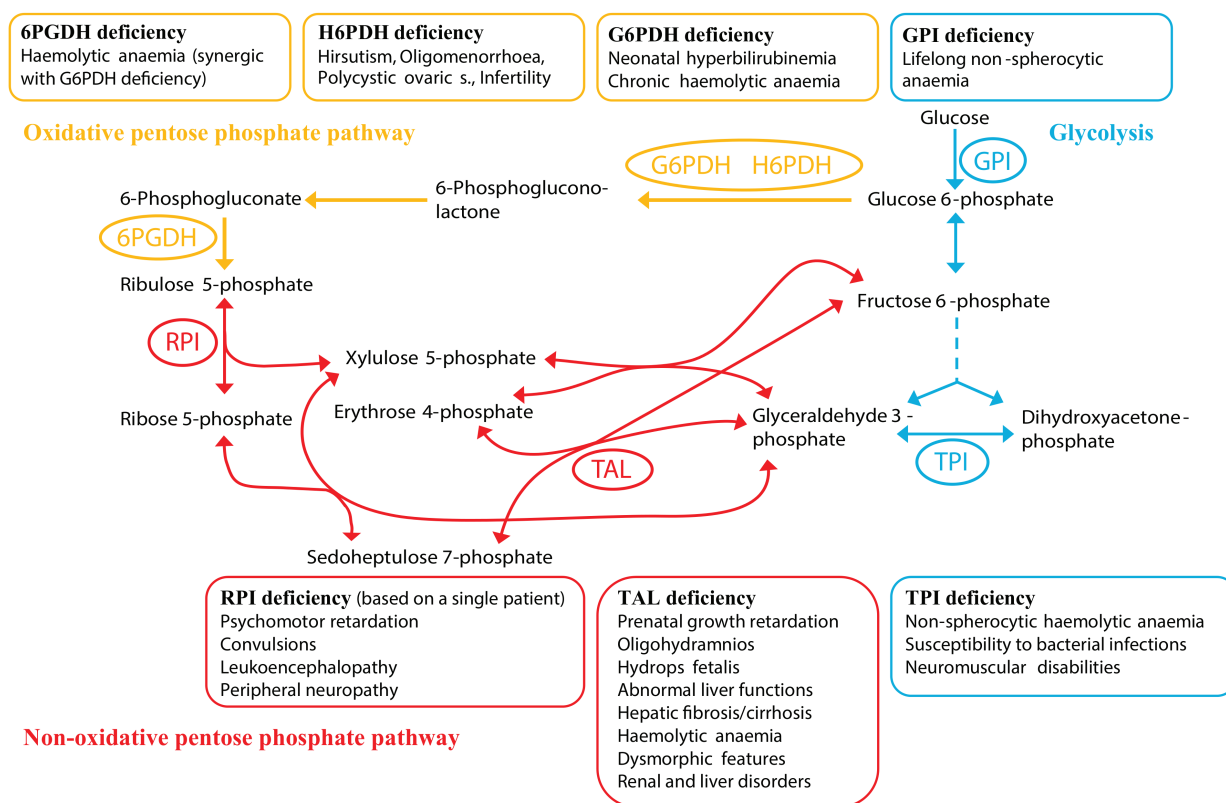 6PGDH deficiency
Haemolytic anaemia (synergic
with G6PDH deficiency)
H6PDH deficiency
Hirsutism, Oligomenorrhoea,
Polycystic ovaric s., Infertility
G6PDH deficiency
Neonatal hyperbilirubinemia
Chronic haemolytic anaemia
GPI deficiency
Lifelong non-spherocytic
anaemia
Oxidative pentose phosphate pathway
Glucose
Glycolysis
G6PDH H6PDH
GPI
6-Phosphogluconate
6-Phosphoglucono-
lactone
Glucose 6-phosphate
6PGDH
Ribulose 5-phosphate
Fructose 6-phosphate
RPI
Xylulose 5-phosphate
Ribose 5-phosphate
Erythrose 4-phosphate
Glyceraldehyde 3-
phosphate
Dihydroxyacetone-
phosphate
TAL
TPI
Sedoheptulose 7-phosphate
RPI deficiency (based on a single patient)
Psychomotor retardation
Convulsions
Leukoencephalopathy
Peripheral neuropathy
TAL deficiency
Prenatal growth retardation
Oligohydramnios
Hydrops fetalis
Abnormal liver functions
Hepatic fibrosis/cirrhosis
Haemolytic anaemia
Dysmorphic features
Renal and liver disorders
TPI deficiency
Non-spherocytic haemolytic anaemia
Susceptibility to bacterial infections
Neuromuscular disabilities
Non-oxidative pentose phosphate pathway